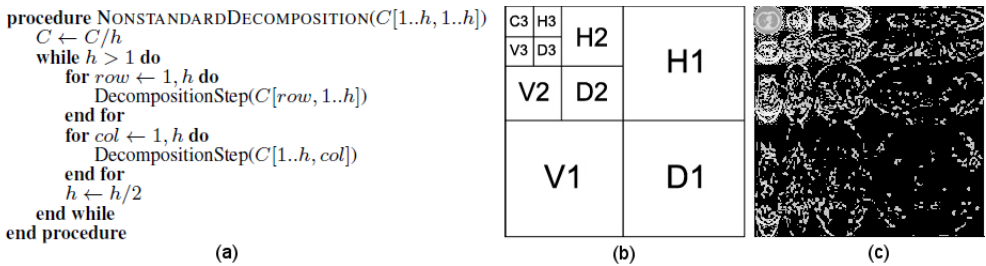 procedure NONSTANDARDDECOMPOSITION(C[1..h, 1..h])
C ← C/h
while h > 1 do
for row ← 1, h do
DecompositionStep(C[row, 1..h])
end for
for col ← 1, h do
DecompositionStep(C[1..h, col])
end for
h ← h/2
end while
end procedure
(a)
C3 H3
V3 D3
H2
V2 D2
H1
V1 D1
(b)
(c)